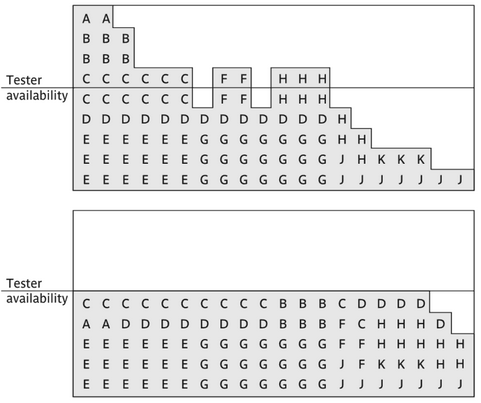 A A
B B B
B B B
Tester
C C C C C C F F H H H
availability
C C C C C C F F H H H
D D D D D D D D D D D D D H
E E E E E E G G G G G G G H H
E E E E E E G G G G G G G J H K K K
E E E E E E G G G G G G G J J J J J J J
Tester
availability
C C C C C C C C C C B B B C D D D D
A A D D D D D D D D B B B F C H H H D
E E E E E E G G G G G G G F F H H H H H
E E E E E E G G G G G G G J F K K K H H
E E E E E E G G G G G G G J J J J J J J